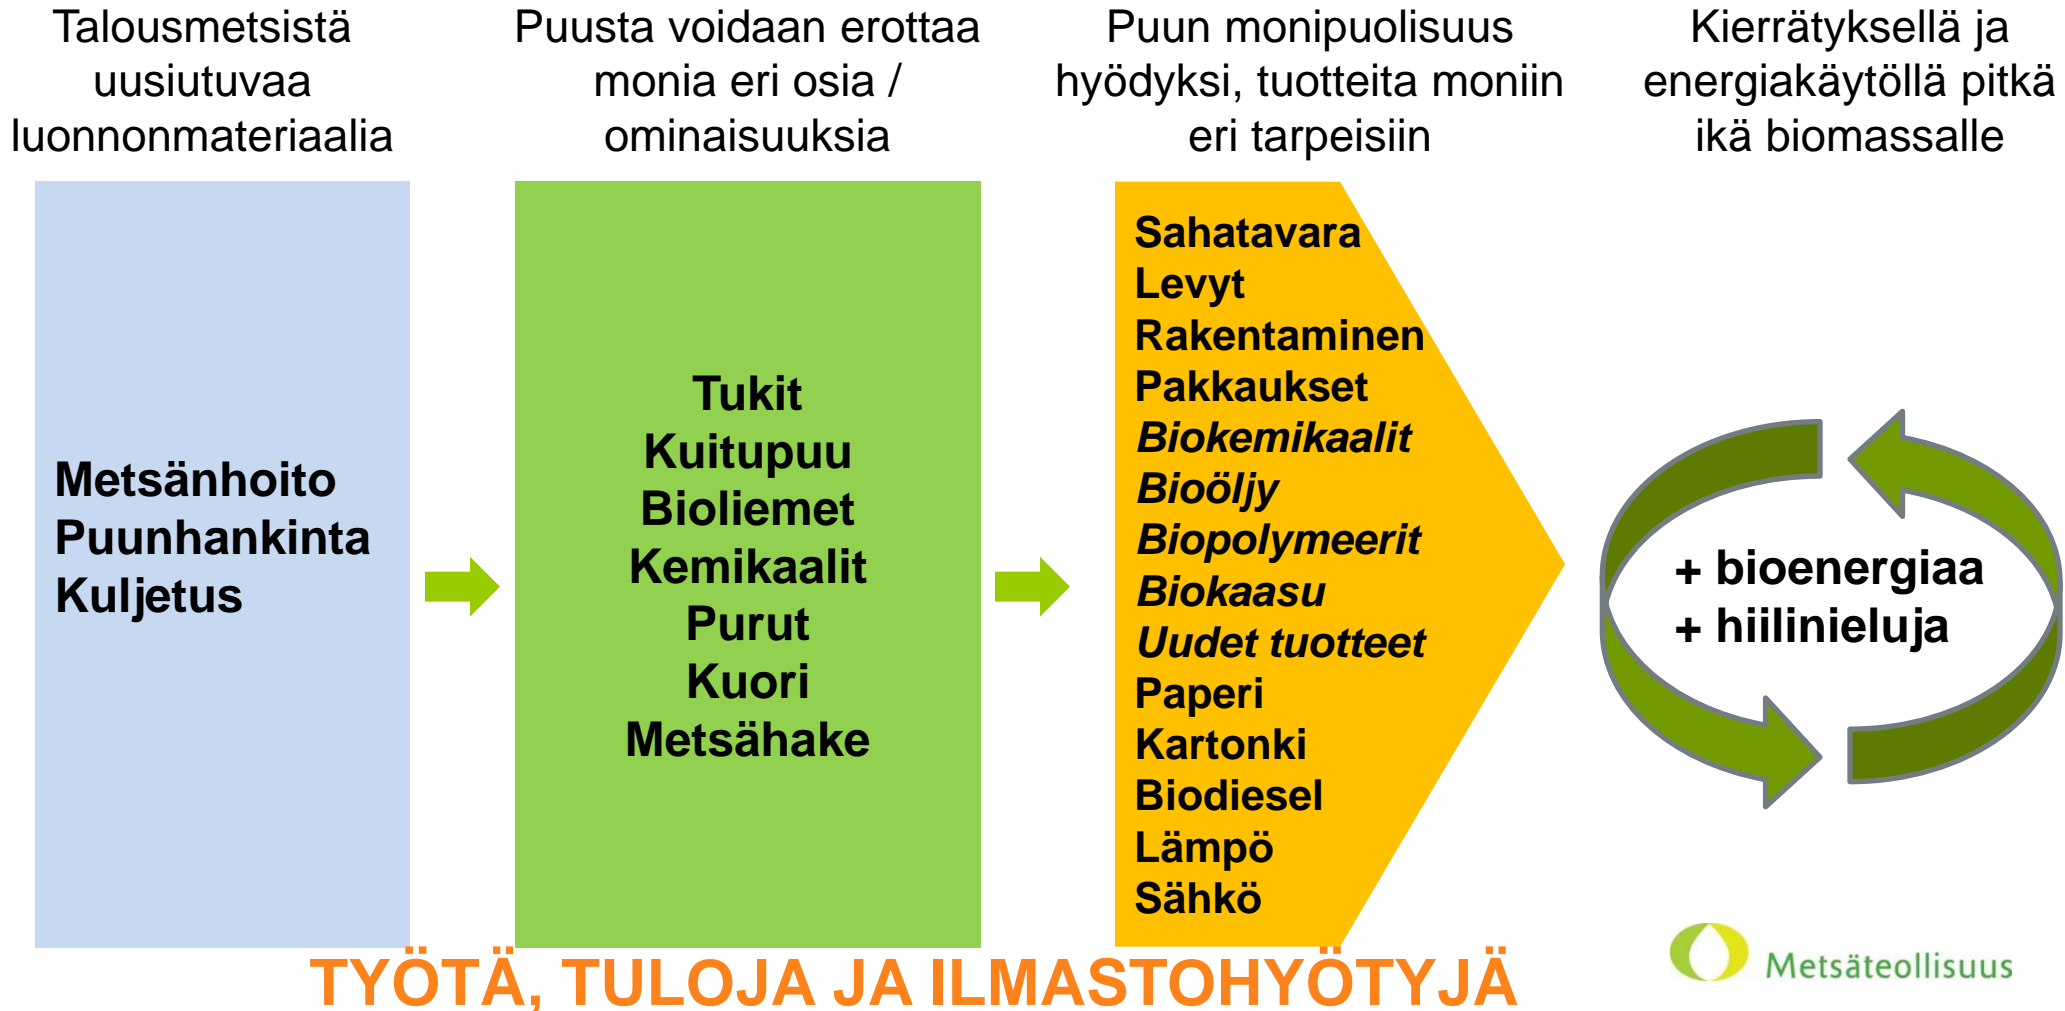 Talousmetsistä
uusiutuvaa
luonnonmateriaalia
Puusta voidaan erottaa
monia eri osia /
ominaisuuksia
Puun monipuolisuus
hyödyksi, tuotteita moniin
eri tarpeisiin
Kierrätyksellä ja
energiakäytöllä pitkä
ikä biomassalle
Metsänhoito
Puunhankinta
Kuljetus
Tukit
Kuitupuu
Bioliemet
Kemikaalit
Purut
Kuori
Metsähake
Sahatavara
Levyt
Rakentaminen
Pakkaukset
Biokemikaalit
Bioöljy
Biopolymeerit
Biokaasu
Uudet tuotteet
Paperi
Kartonki
Biodiesel
Lämpö
Sähkö
+ bioenergiaa
+ hiilinieluja
TYÖTÄ, TULOJA JA ILMASTOHYÖTYJÄ
Metsäteollisuus